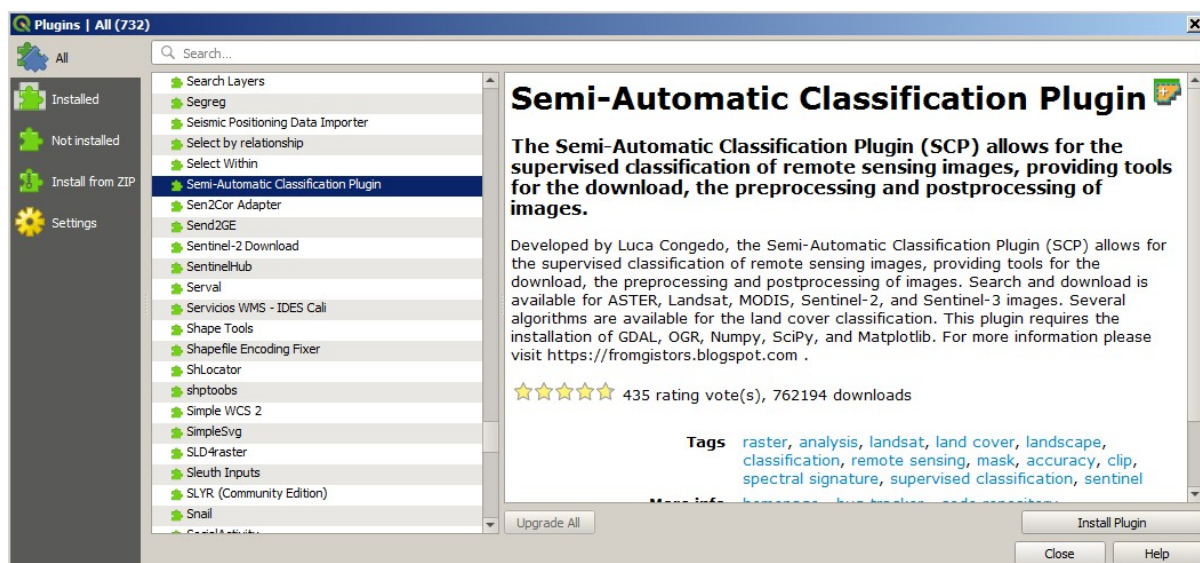 Plugins | All (732)
All
Search...
Installed
Not installed
Install from ZIP
Settings
Search Layers
Segreg
Seismic Positioning Data Importer
Select by relationship
Select Within
Semi-Automatic Classification Plugin
Sen2Cor Adapter
Send2GE
Sentinel-2 Download
SentinelHub
Serval
Servicios WMS - IDES Cali
Shape Tools
Shapefile Encoding Fixer
ShLocator
shptoobs
Simple WCS 2
SimpleSvg
SLD4raster
Sleuth Inputs
SLYR (Community Edition)
Snail
SocialActivity
Semi-Automatic Classification Plugin
The Semi-Automatic Classification Plugin (SCP) allows for the
supervised classification of remote sensing images, providing tools
for the download, the preprocessing and postprocessing of
images.
Developed by Luca Congedo, the Semi-Automatic Classification Plugin (SCP) allows for
the supervised classification of remote sensing images, providing tools for the
download, the preprocessing and postprocessing of images. Search and download is
available for ASTER, Landsat, MODIS, Sentinel-2, and Sentinel-3 images. Several
algorithms are available for the land cover classification. This plugin requires the
installation of GDAL, OGR, Numpy, SciPy, and Matplotlib. For more information please
visit https://fromgistors.blogspot.com .
435 rating vote(s), 762194 downloads
Tags raster, analysis, landsat, land cover, landscape,
classification, remote sensing, mask, accuracy, clip,
spectral signature, supervised classification, sentinel
More info homepage bug tracker code repository
Upgrade All
Install Plugin
Close
Help